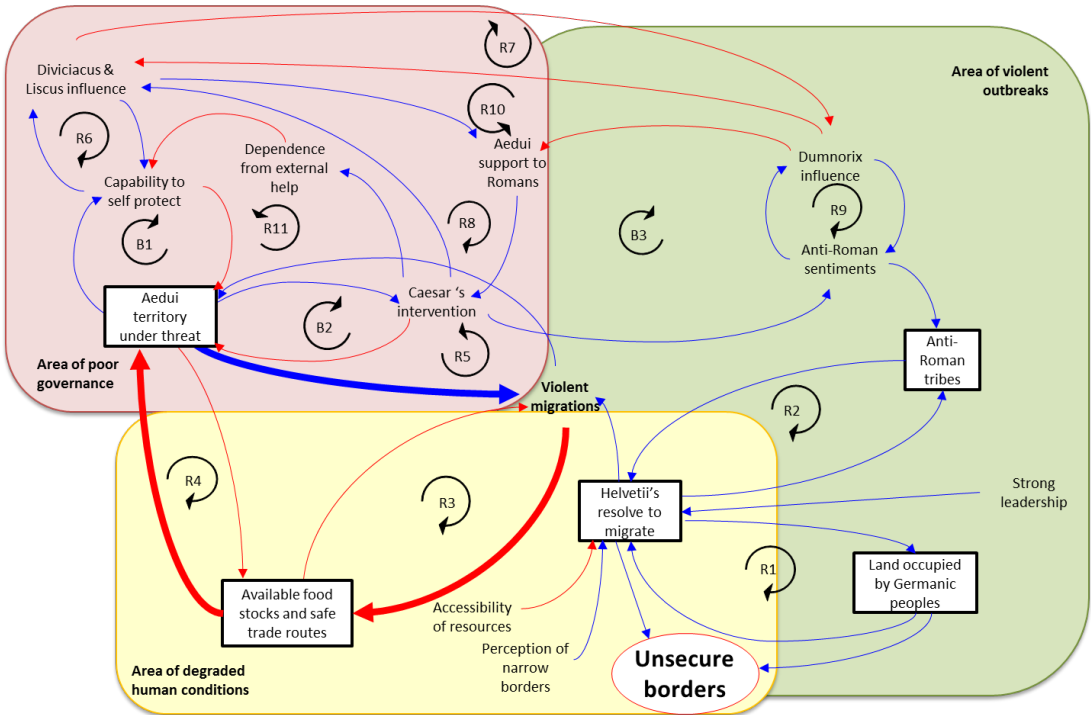 R7
Area of violent
outbreaks
Diviciacus &
Liscus influence
R10
R6
Aedui
support to
Romans
Dependence
from external
help
Dumnorix
influence
Capability to
self protect
R9
R11
R8
B3
B1
Anti-Roman
sentiments
Aedui
territory
under threat
Caesar ‘s
intervention
B2
R5
Anti-
Roman
tribes
Area of poor
governance
Violent
migrations
R2
R4
R3
Helvetii’s
resolve to
migrate
Strong
leadership
R1
Land occupied
by Germanic
peoples
Available food
stocks and safe
trade routes
Accessibility
of resources
Perception of
narrow
borders
Unsecure
borders
Area of degraded
human conditions